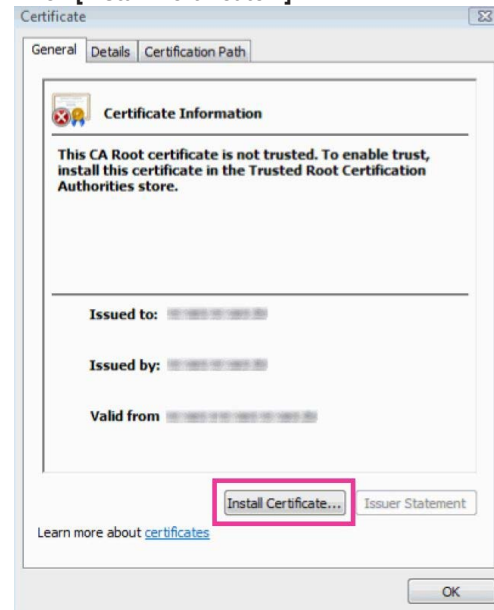 Certificate
General Details Certification Path
Certificate Information
This CA Root certificate is not trusted. To enable trust,
install this certificate in the Trusted Root Certification
Authorities store.
Issued to:
Issued by:
Valid from
Install Certificate... Issuer Statement
Learn more about certificates
OK